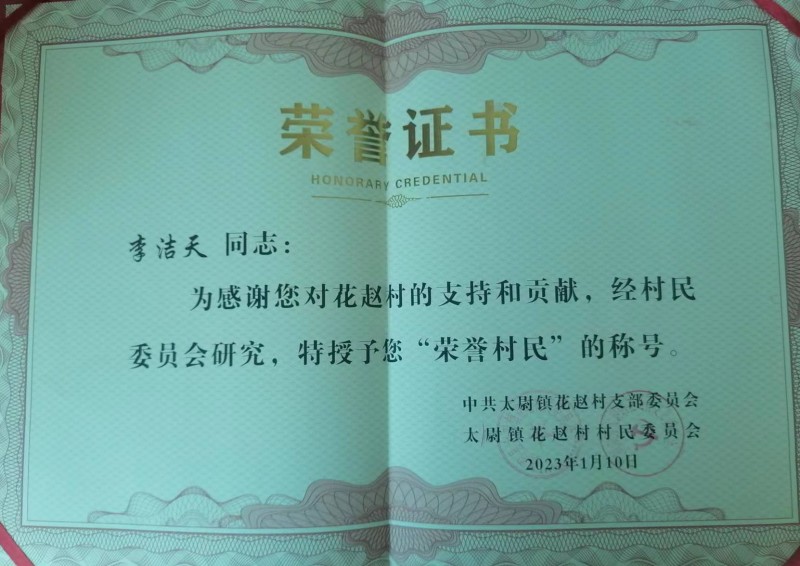 荣誉证书
HONORARY CREDENTIAL
李洁天 同志：
为感谢您对花赵村的支持和贡献，经村民
委员会研究，特授予您“荣誉村民”的称号。
中共太尉镇花赵村支部委员会
太尉镇花赵村村民委员会
2023年1月10日